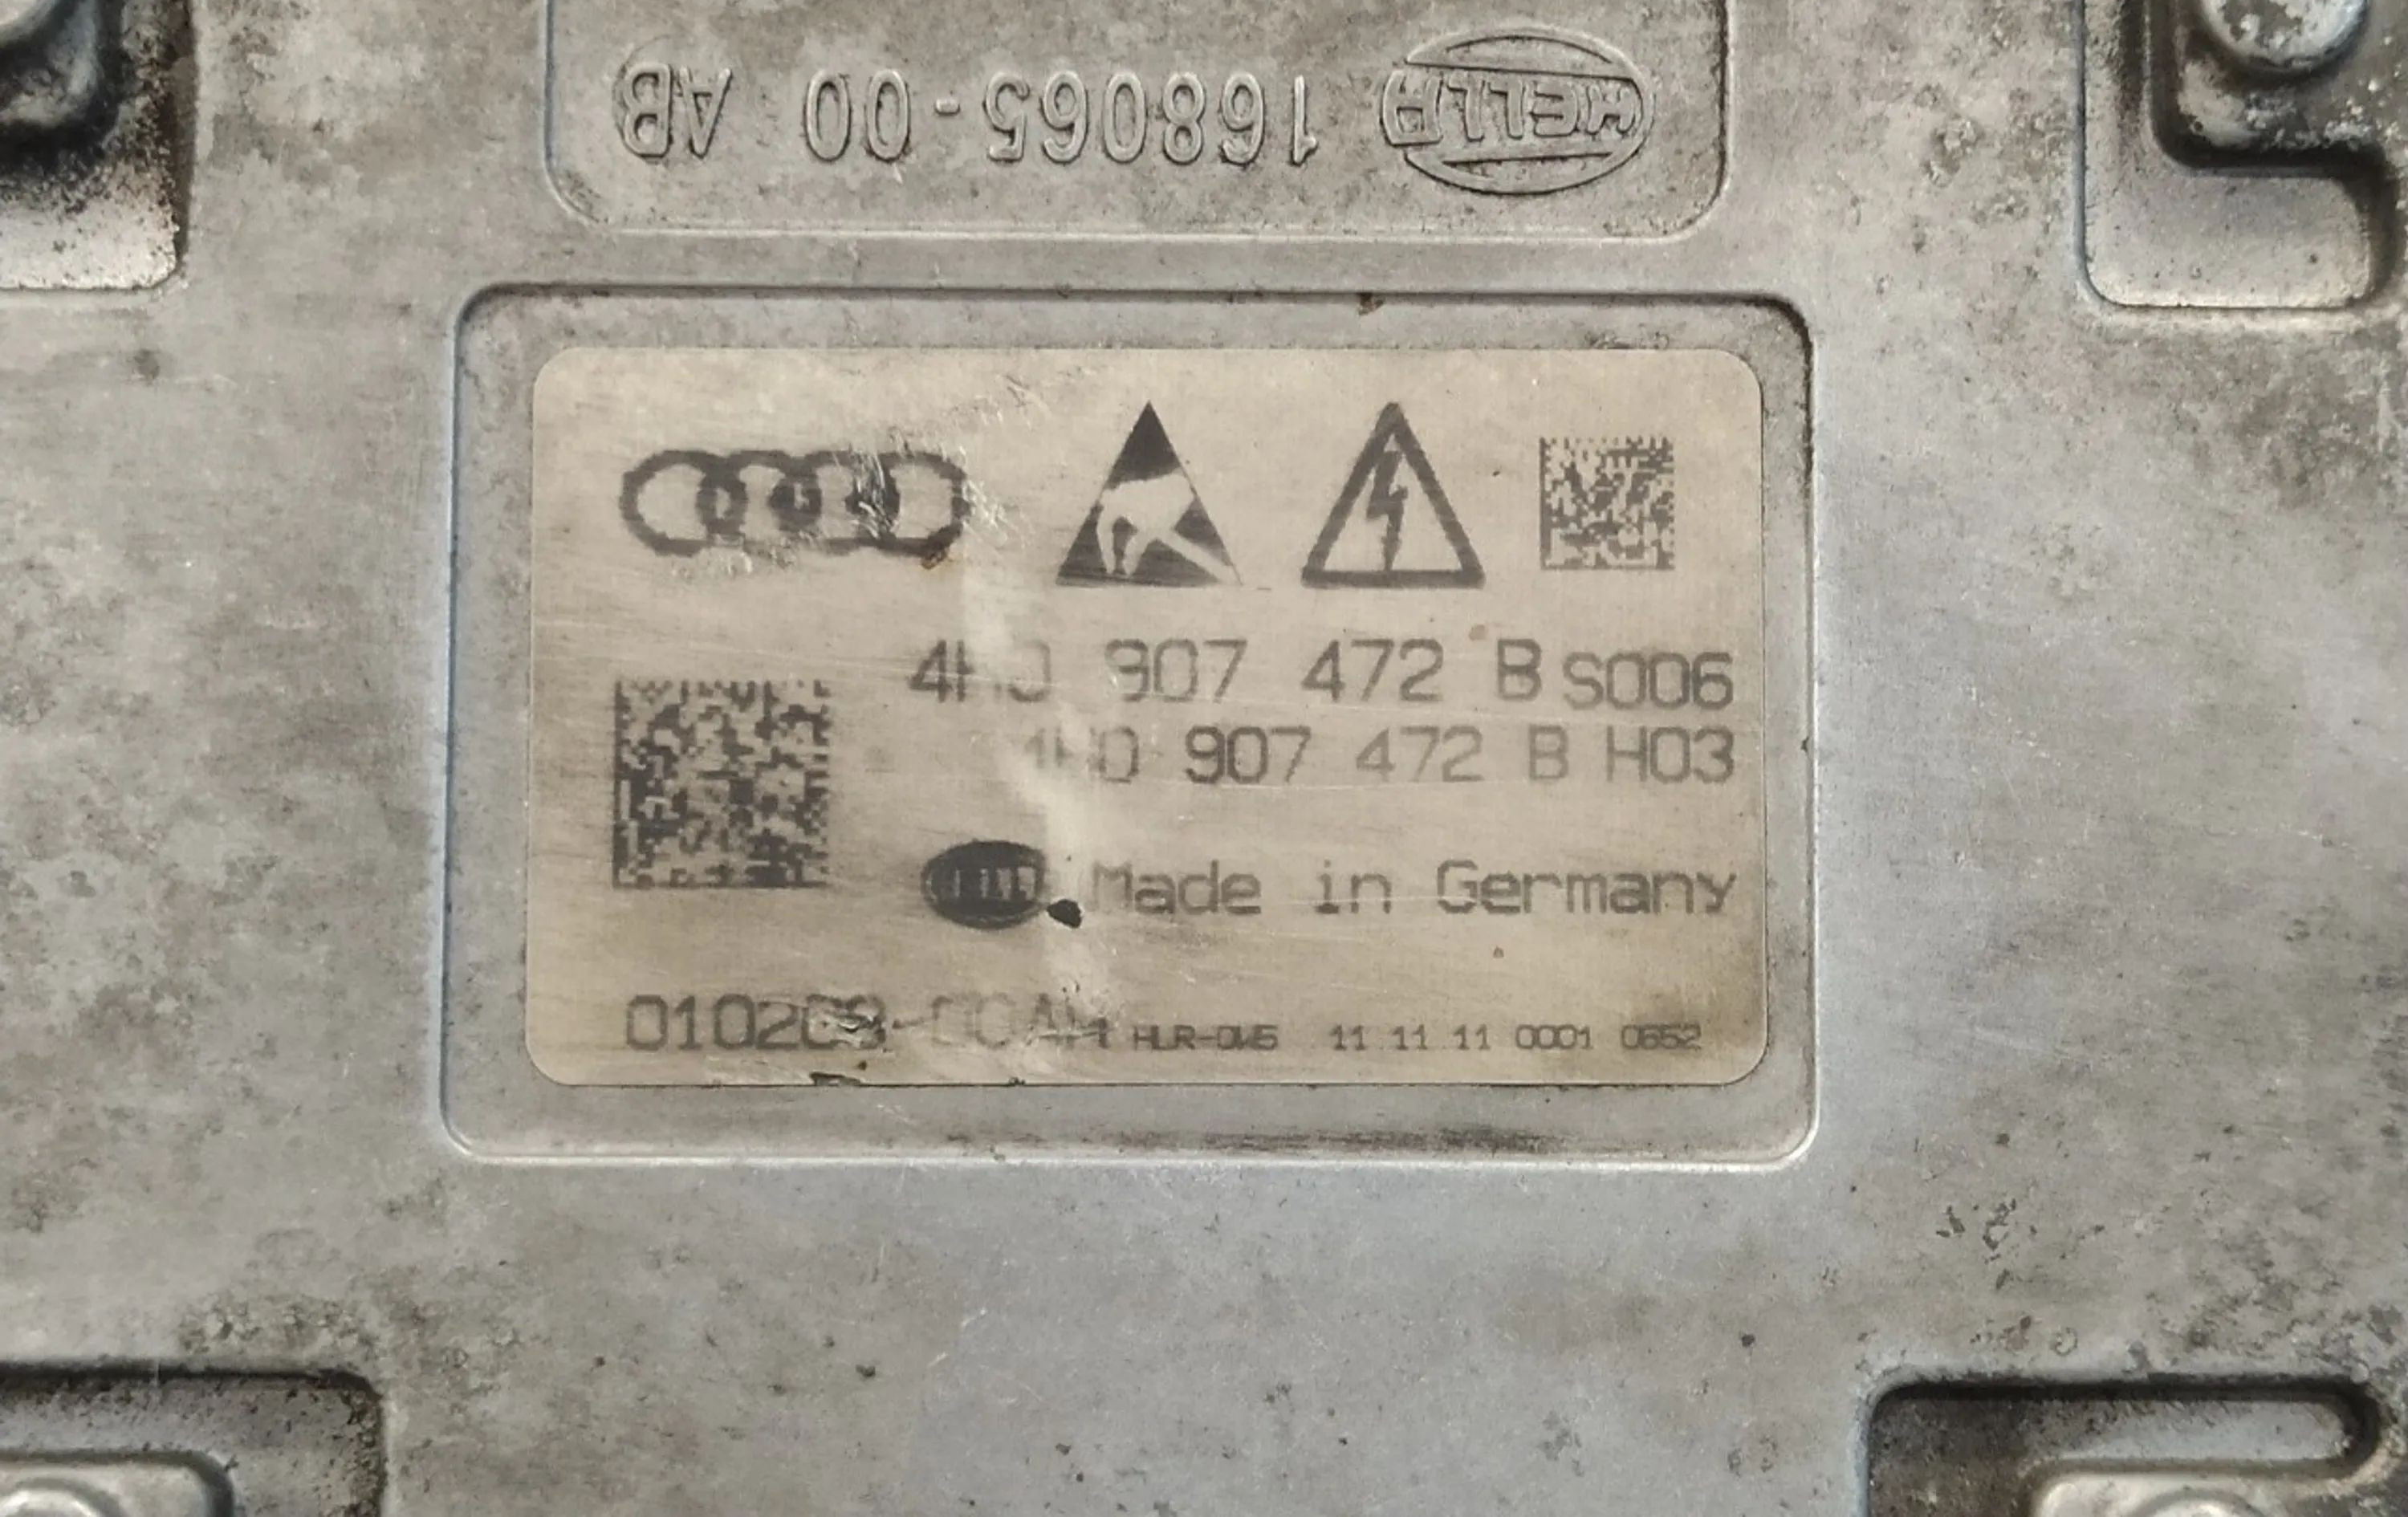 HELLA 168065-00 AB
4H0 907 472 B S006
4H0 907 472 B H03
Made in Germany
11 11 11 0001 0652